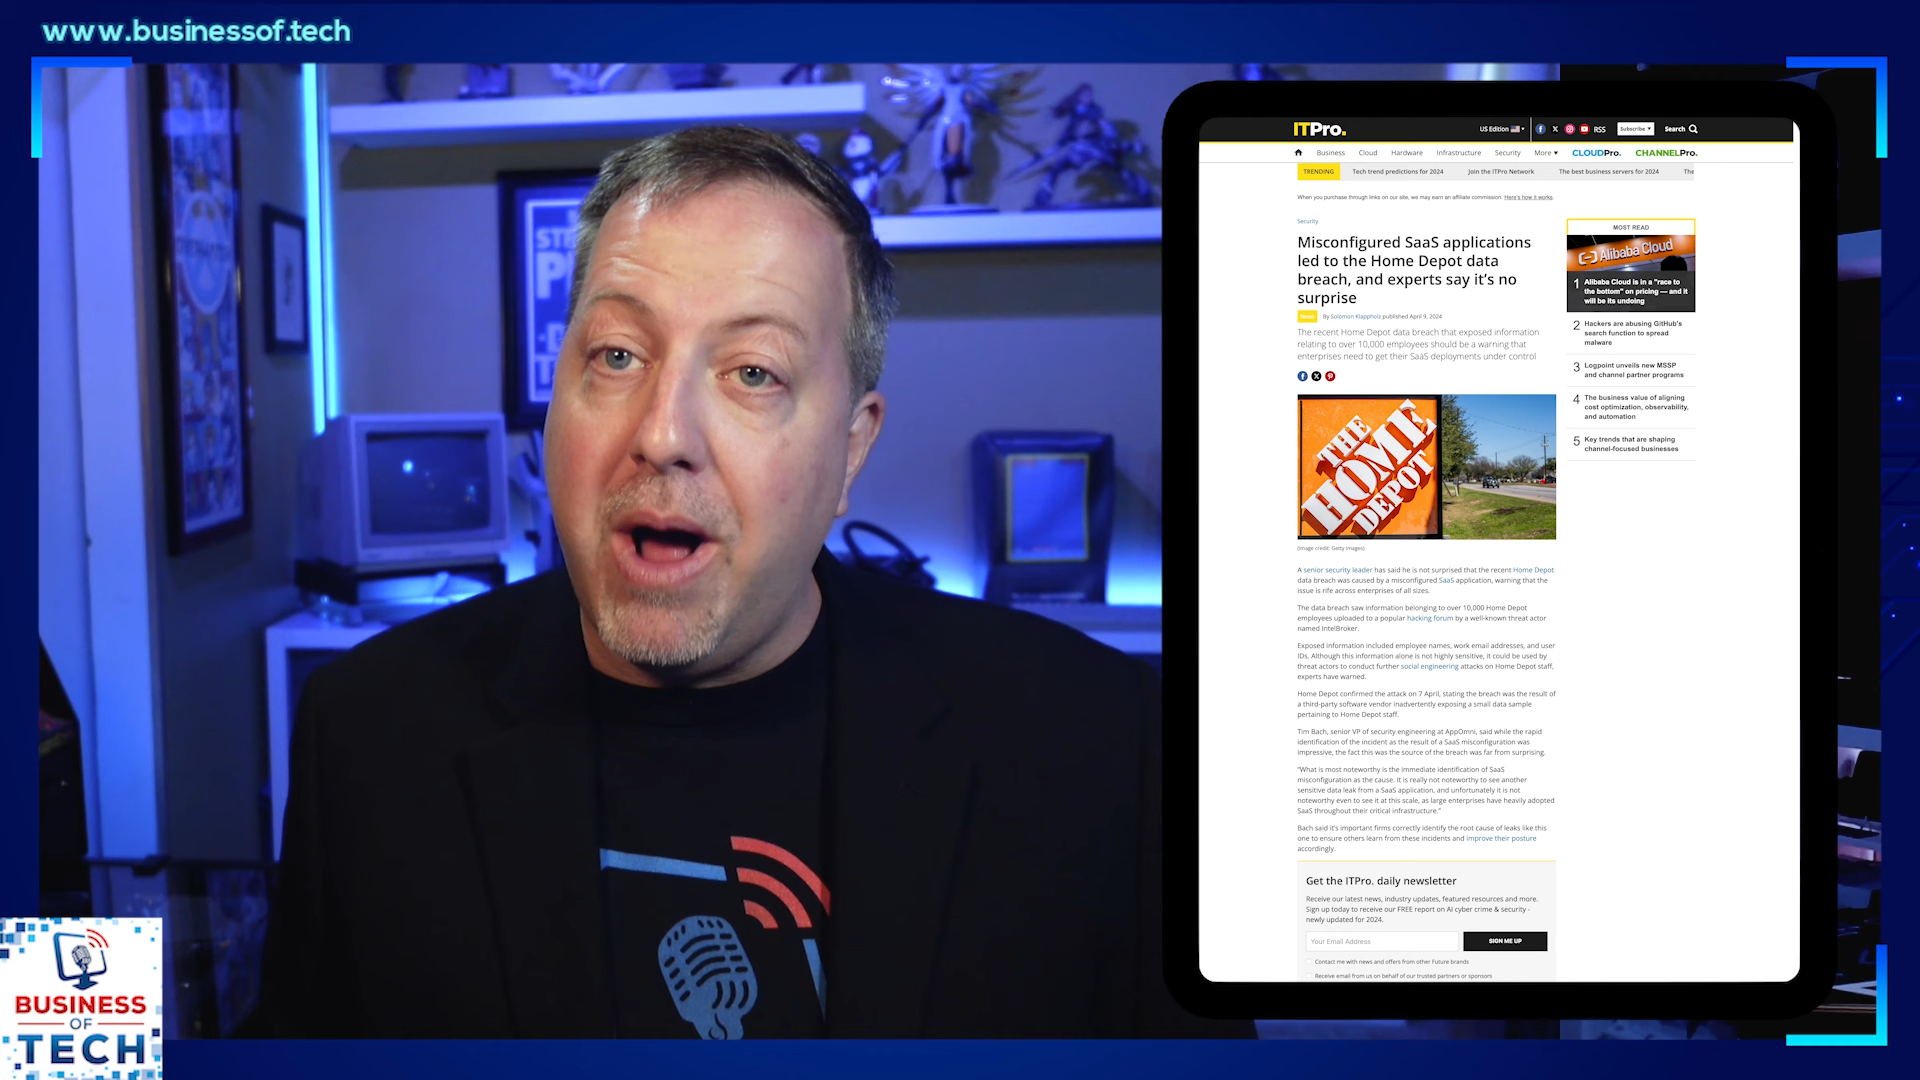 www.businessof.tech
ITPro.
US Edition
RSS
Subscribe
Search
Business
Cloud
Hardware
Infrastructure
Security
More
CLOUDPro.
CHANNELPro.
TRENDING
Tech trend predictions for 2024
Join the ITPro Network
The best business servers for 2024
The
When you purchase through links on our site, we may earn an affiliate commission. Here's how it works.
Security
Misconfigured SaaS applications
led to the Home Depot data
breach, and experts say it's no
surprise
News
By Solomon Klappholz published April 9, 2024
The recent Home Depot data breach that exposed information
relating to over 10,000 employees should be a warning that
enterprises need to get their SaaS deployments under control
THE
HOME
DEPOT
(Image credit: Getty Images)
A senior security leader has said he is not surprised that the recent Home Depot
data breach was caused by a misconfigured SaaS application, warning that the
issue is rife across enterprises of all sizes.
The data breach saw information belonging to over 10,000 Home Depot
employees uploaded to a popular hacking forum by a well-known threat actor
named IntelBroker.
Exposed information included employee names, work email addresses, and user
IDs. Although this information alone is not highly sensitive, it could be used by
threat actors to conduct further social engineering attacks on Home Depot staff,
experts have warned.
Home Depot confirmed the attack on 7 April, stating the breach was the result of
a third-party software vendor inadvertently exposing a small data sample
pertaining to Home Depot staff.
Tim Bach, senior VP of security engineering at AppOmni, said while the rapid
identification of the incident as the result of a SaaS misconfiguration was
impressive, the fact this was the source of the breach was far from surprising.
"What is most noteworthy is the immediate identification of SaaS
misconfiguration as the cause. It is really not noteworthy to see another
sensitive data leak from a SaaS application, and unfortunately it is not
noteworthy even to see it at this scale, as large enterprises have heavily adopted
SaaS throughout their critical infrastructure."
Bach said it's important firms correctly identify the root cause of leaks like this
one to ensure others learn from these incidents and improve their posture
accordingly.
Get the ITPro. daily newsletter
Receive our latest news, industry updates, featured resources and more.
Sign up today to receive our FREE report on AI cyber crime & security -
newly updated for 2024.
Your Email Address
SIGN ME UP
Contact me with news and offers from other Future brands
Receive email from us on behalf of our trusted partners or sponsors
MOST READ
Alibaba Cloud
1 Alibaba Cloud is in a "race to
the bottom" on pricing — and it
will be its undoing
2 Hackers are abusing GitHub's
search function to spread
malware
3 Logpoint unveils new MSSP
and channel partner programs
4 The business value of aligning
cost optimization, observability,
and automation
5 Key trends that are shaping
channel-focused businesses
BUSINESS
OF
TECH